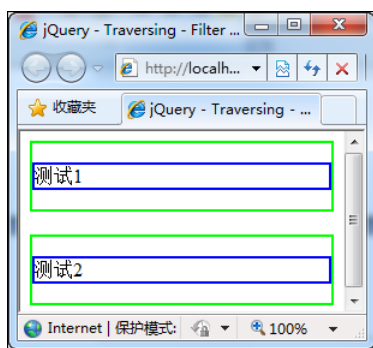 jQuery - Traversing - Filter ...
http://localh...
收藏夹
jQuery - Traversing - ...
测试1
测试2
Internet | 保护模式:
100%